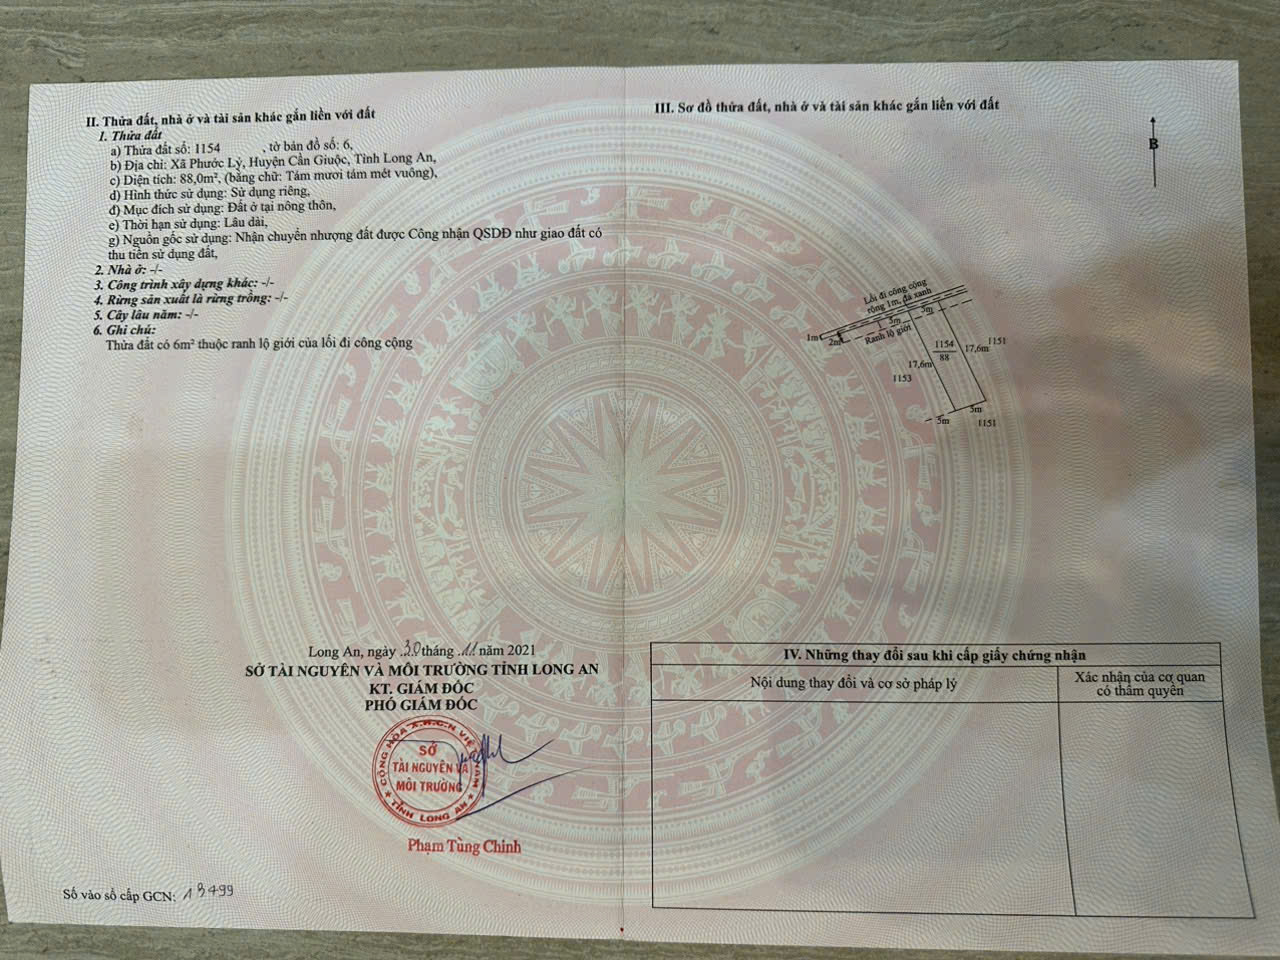 II. Thửa đất, nhà ở và tài sản khác gắn liền với đất
1. Thửa đất
a) Thửa đất số: 1154 , tờ bản đồ số: 6,
b) Địa chỉ: Xã Phước Lý, Huyện Cần Giuộc, Tỉnh Long An,
c) Diện tích: 88,0m², (bằng chữ: Tám mươi tám mét vuông),
d) Hình thức sử dụng: Sử dụng riêng,
đ) Mục đích sử dụng: Đất ở tại nông thôn,
e) Thời hạn sử dụng: Lâu dài,
g) Nguồn gốc sử dụng: Nhận chuyển nhượng đất được Công nhận QSDĐ như giao đất có
thu tiền sử dụng đất,
2. Nhà ở: -/-
3. Công trình xây dựng khác: -/-
4. Rừng sản xuất là rừng trồng: -/-
5. Cây lâu năm: -/-
6. Ghi chú:
Thửa đất có 6m² thuộc ranh lộ giới của lối đi công cộng
Long An, ngày 30 tháng 11 năm 2021
SỞ TÀI NGUYÊN VÀ MÔI TRƯỜNG TỈNH LONG AN
KT. GIÁM ĐỐC
PHÓ GIÁM ĐỐC
CỘNG HÒA X.H.C.N VIỆT NAM
SỞ
TÀI NGUYÊN VÀ
MÔI TRƯỜNG
TỈNH LONG AN
Phạm Tùng Chinh
Số vào sổ cấp GCN: 13499
III. Sơ đồ thửa đất, nhà ở và tài sản khác gắn liền với đất
B
Lối đi công cộng
rộng 1m, đá xanh
1m
2m
5m
5m
Ranh lộ giới
1154
88
17,6m
17,6m
1151
1153
5m
5m
1151
IV. Những thay đổi sau khi cấp giấy chứng nhận
Nội dung thay đổi và cơ sở pháp lý
Xác nhận của cơ quan
có thẩm quyền